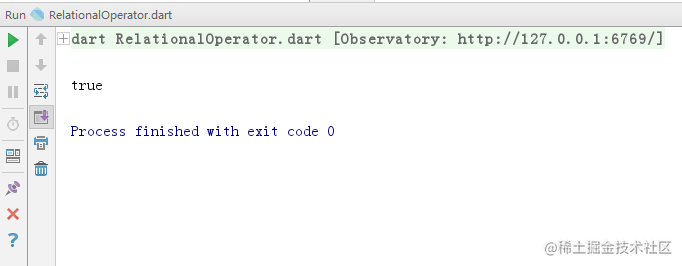 Run RelationalOperator.dart
dart RelationalOperator.dart [Observatory: http://127.0.0.1:6769/]
true
Process finished with exit code 0
@稀土掘金技术社区